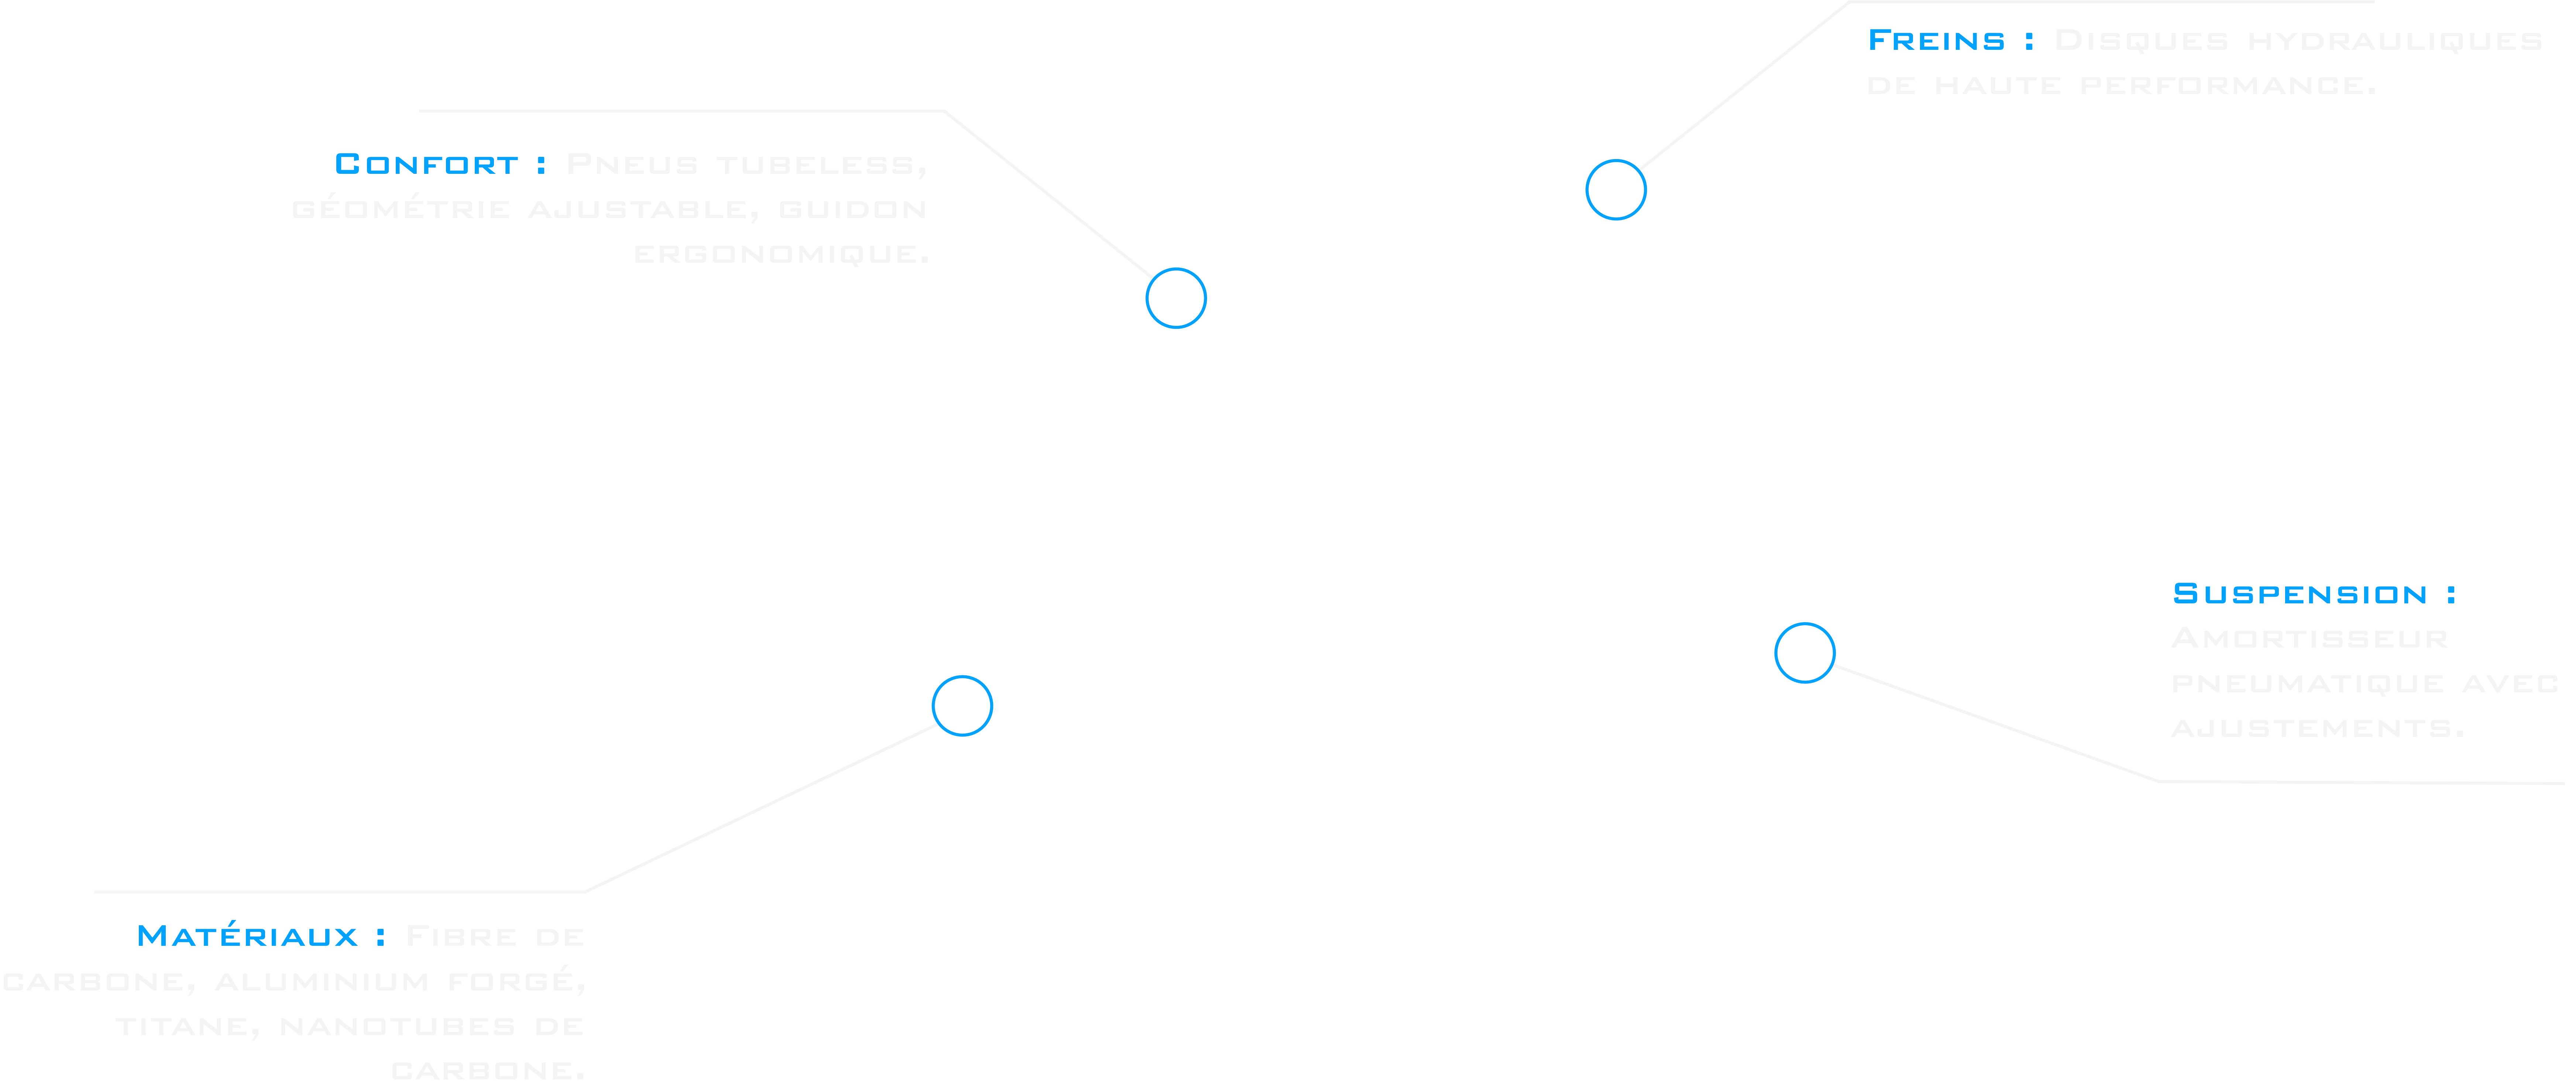 Freins : Disques hydrauliques
de haute performance.
Confort : Pneus tubeless,
géométrie ajustable, guidon
ergonomique.
Suspension :
Amortisseur
pneumatique avec
ajustements.
Matériaux : Fibre de
carbone, aluminium forgé,
titane, nanotubes de
carbone.